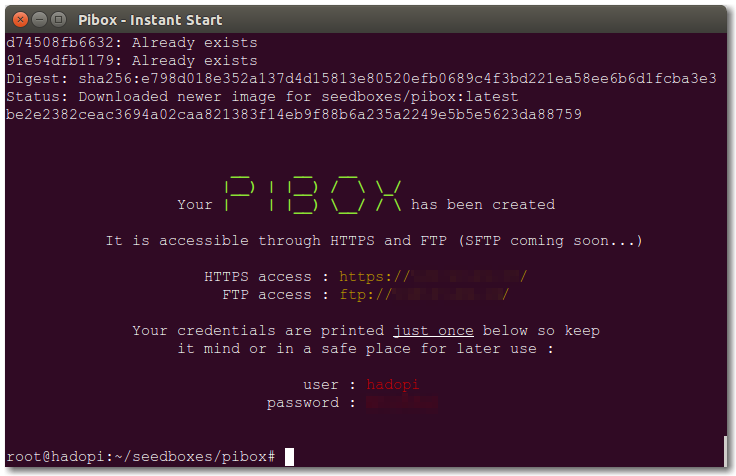 Pibox - Instant Start
d74508fb6632: Already exists
91e54dfb1179: Already exists
Digest: sha256:e798d018e352a137d4d15813e80520efb0689c4f3bd221ea58ee6b6d1fcba3e3
Status: Downloaded newer image for seedboxes/pibox:latest
be2e2382ceac3694a02caa821383f14eb9f88b6a235a2249e5b5e5623da88759
Your PIBOX has been created
It is accessible through HTTPS and FTP (SFTP coming soon...)
HTTPS access : https:// /
FTP access : ftp:// /
Your credentials are printed just once below so keep
it mind or in a safe place for later use :
user : hadopi
password :
root@hadopi:~/seedboxes/pibox#